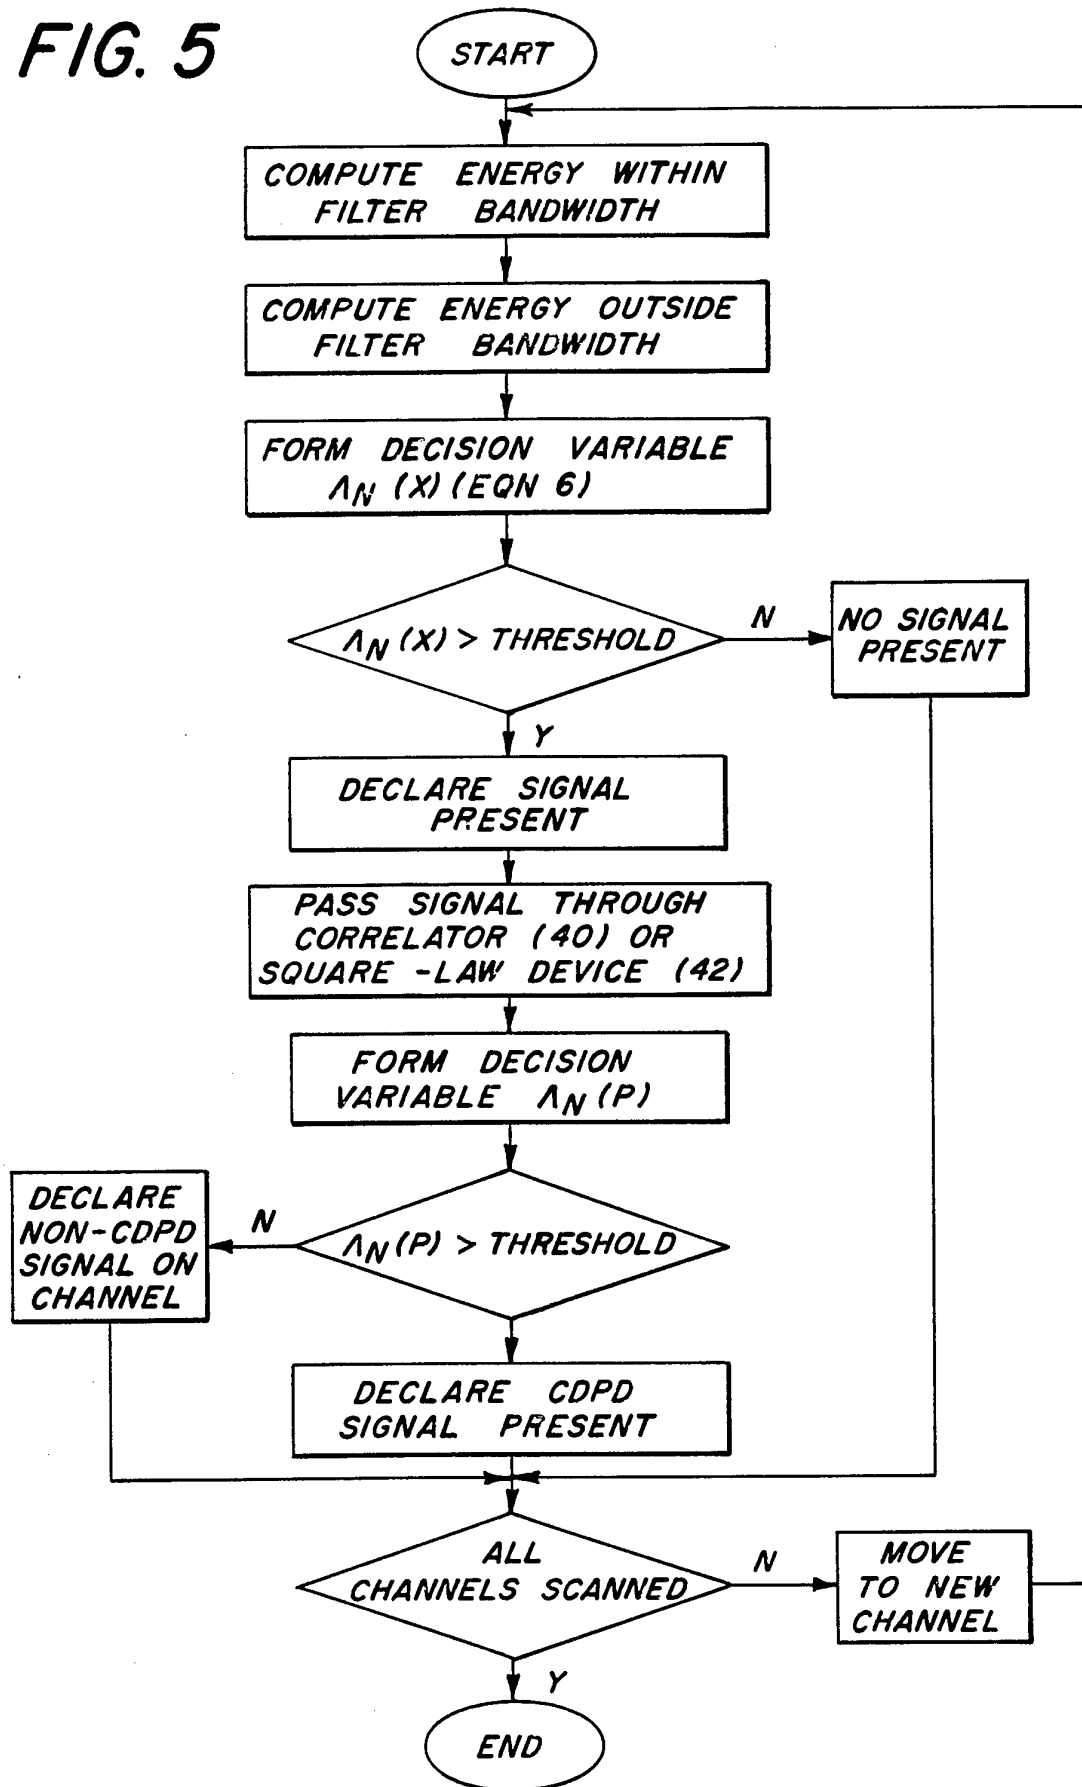 FIG. 5
START
COMPUTE ENERGY WITHIN
FILTER BANDWIDTH
COMPUTE ENERGY OUTSIDE
FILTER BANDWIDTH
FORM DECISION VARIABLE
ΛN (X) (EQN 6)
ΛN (X) > THRESHOLD
N
NO SIGNAL
PRESENT
Y
DECLARE SIGNAL
PRESENT
PASS SIGNAL THROUGH
CORRELATOR (40) OR
SQUARE -LAW DEVICE (42)
FORM DECISION
VARIABLE ΛN (P)
ΛN (P) > THRESHOLD
N
DECLARE
NON-CDPD
SIGNAL ON
CHANNEL
DECLARE CDPD
SIGNAL PRESENT
ALL
CHANNELS SCANNED
N
MOVE
TO NEW
CHANNEL
Y
END